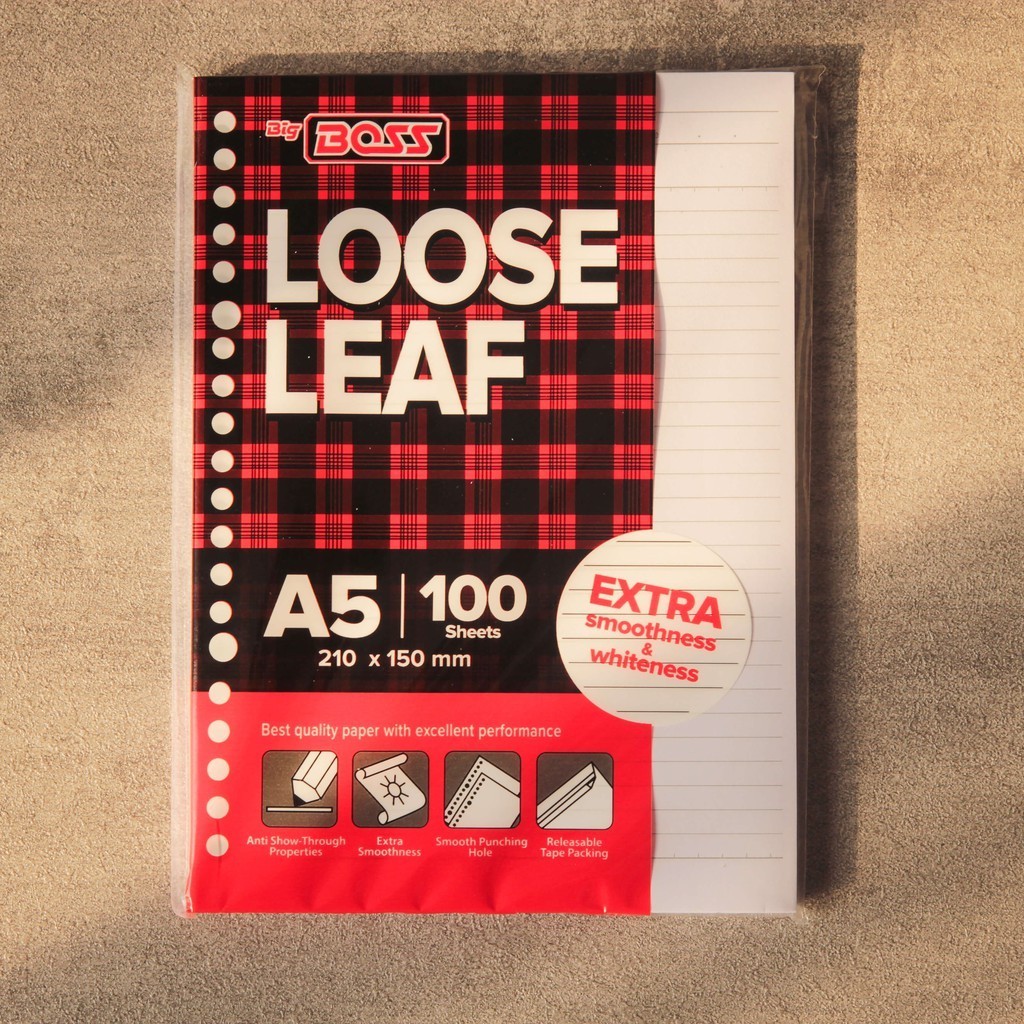 Big BOSS
LOOSE
LEAF
A5 100
Sheets
210 x 150 mm
EXTRA
smoothness
&
whiteness
Best quality paper with excellent performance
Anti Show-Through
Properties
Extra
Smoothness
Smooth Punching
Hole
Releasable
Tape Packing